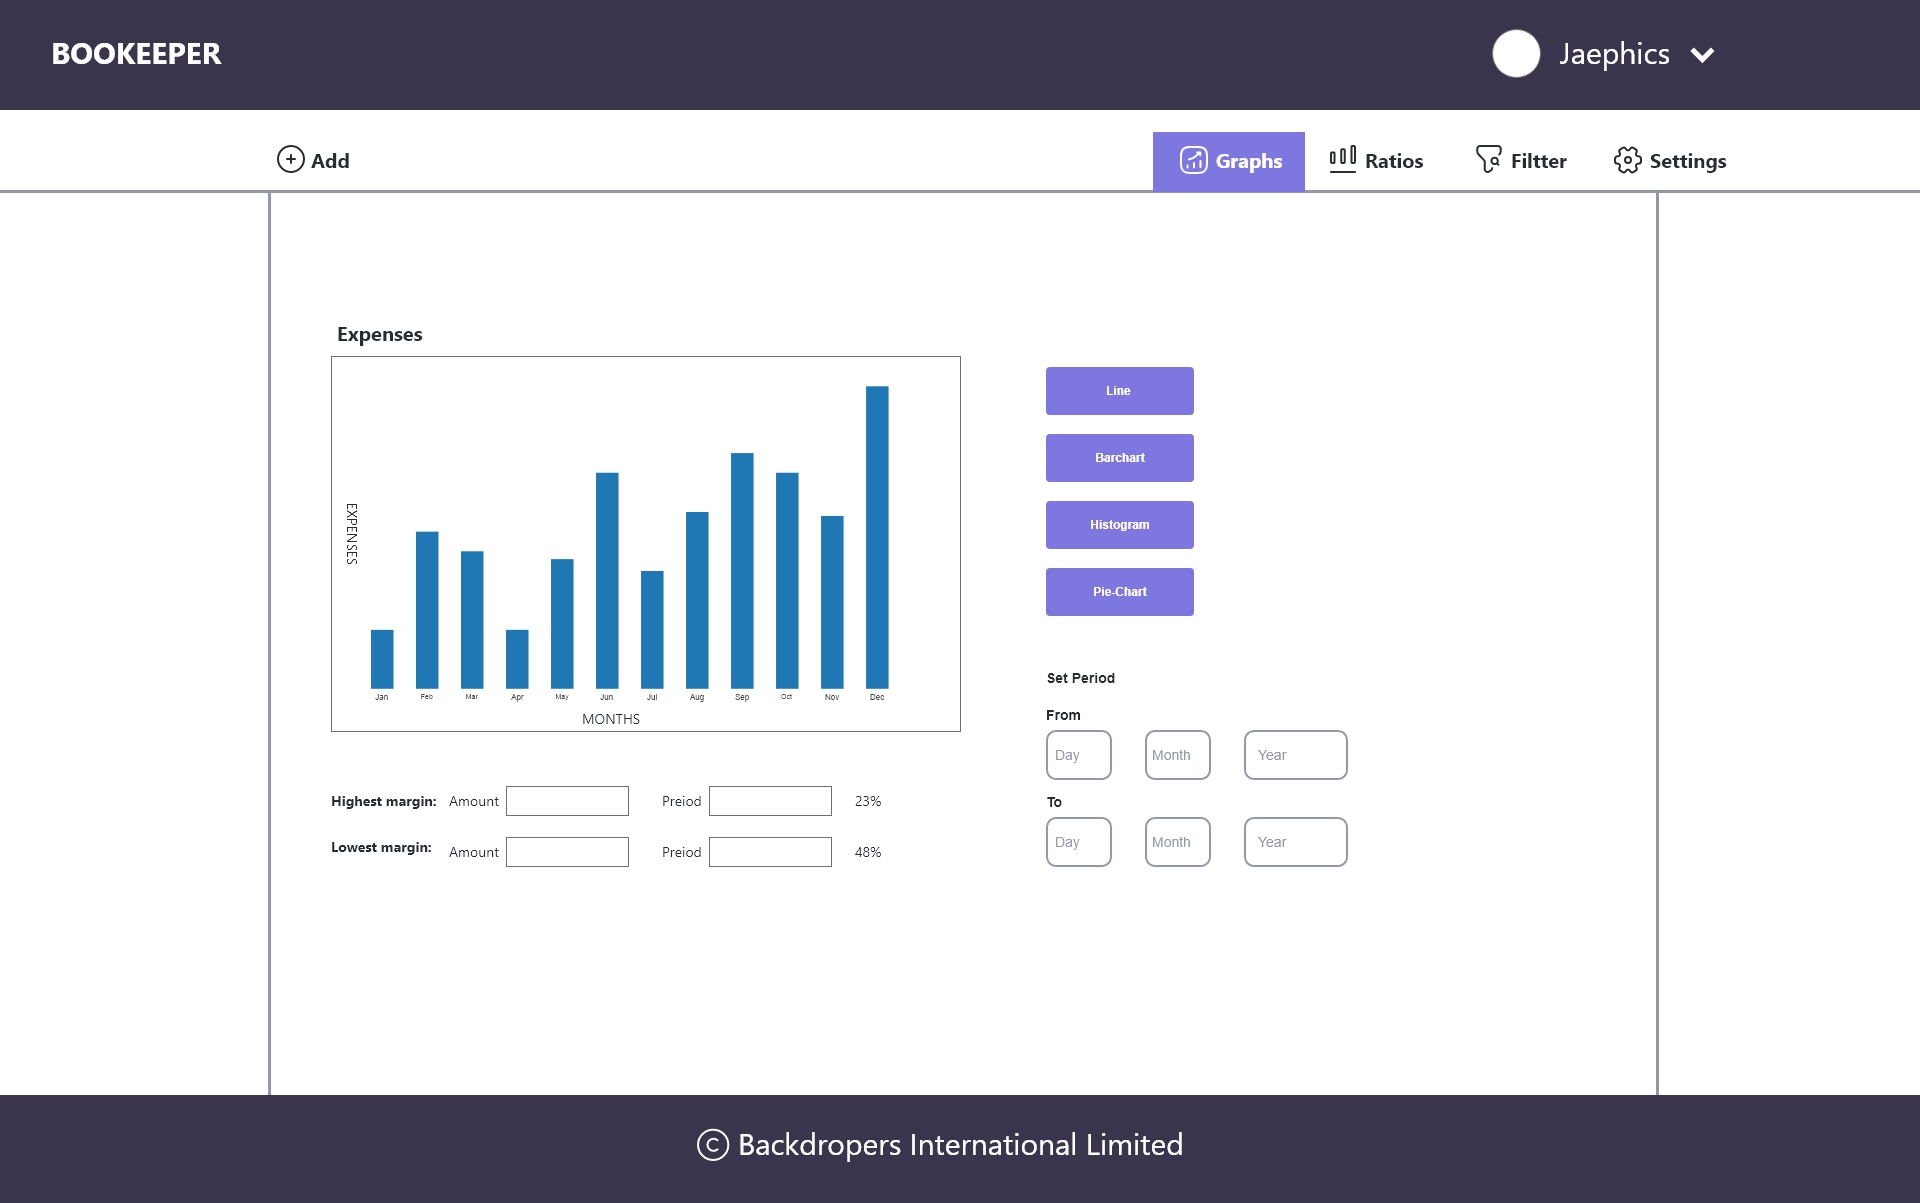 BOOKEEPER
Jaephics
Add
Graphs
Ratios
Filtter
Settings
Expenses
EXPENSES
Jan Feb Mar Apr May Jun Jul Aug Sep Oct Nov Dec
MONTHS
Line
Barchart
Histogram
Pie-Chart
Set Period
From
Day Month Year
To
Day Month Year
Highest margin: Amount Preiod 23%
Lowest margin: Amount Preiod 48%
© Backdropers International Limited